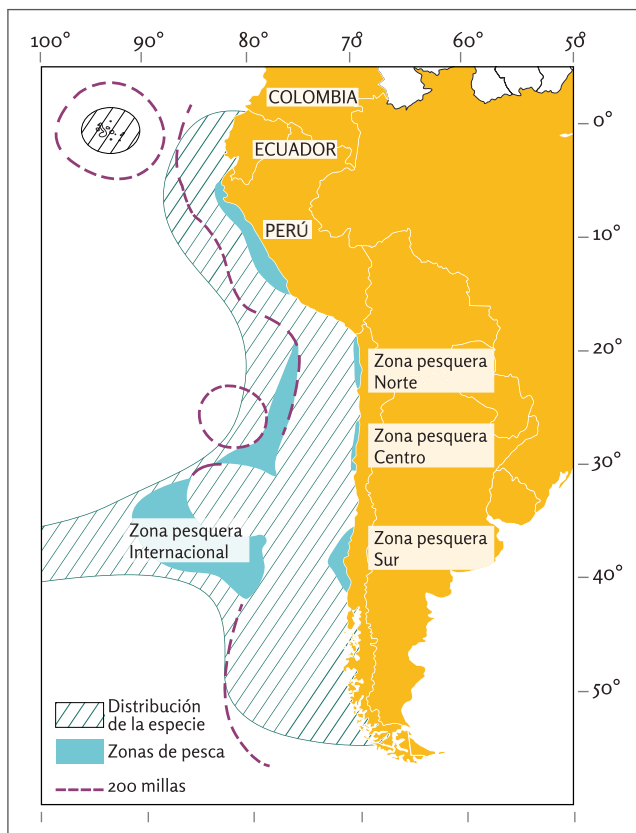 100° 90° 80° 70° 60° 50°
COLOMBIA
0°
ECUADOR
PERÚ
10°
20°
Zona pesquera
Norte
Zona pesquera
Centro
30°
Zona pesquera
Internacional
Zona pesquera
Sur
40°
50°
Distribución
de la especie
Zonas de pesca
200 millas